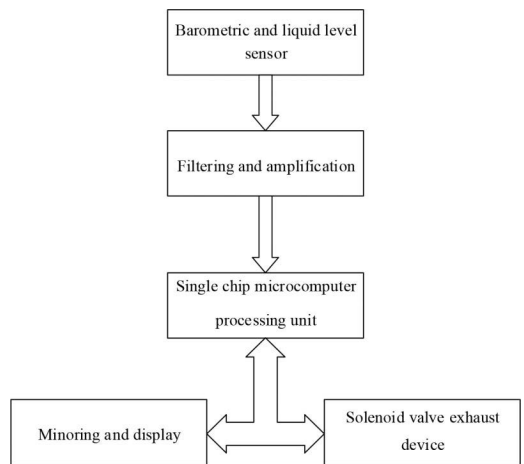 Barometric and liquid level
sensor
Filtering and amplification
Single chip microcomputer
processing unit
Minoring and display
Solenoid valve exhaust
device